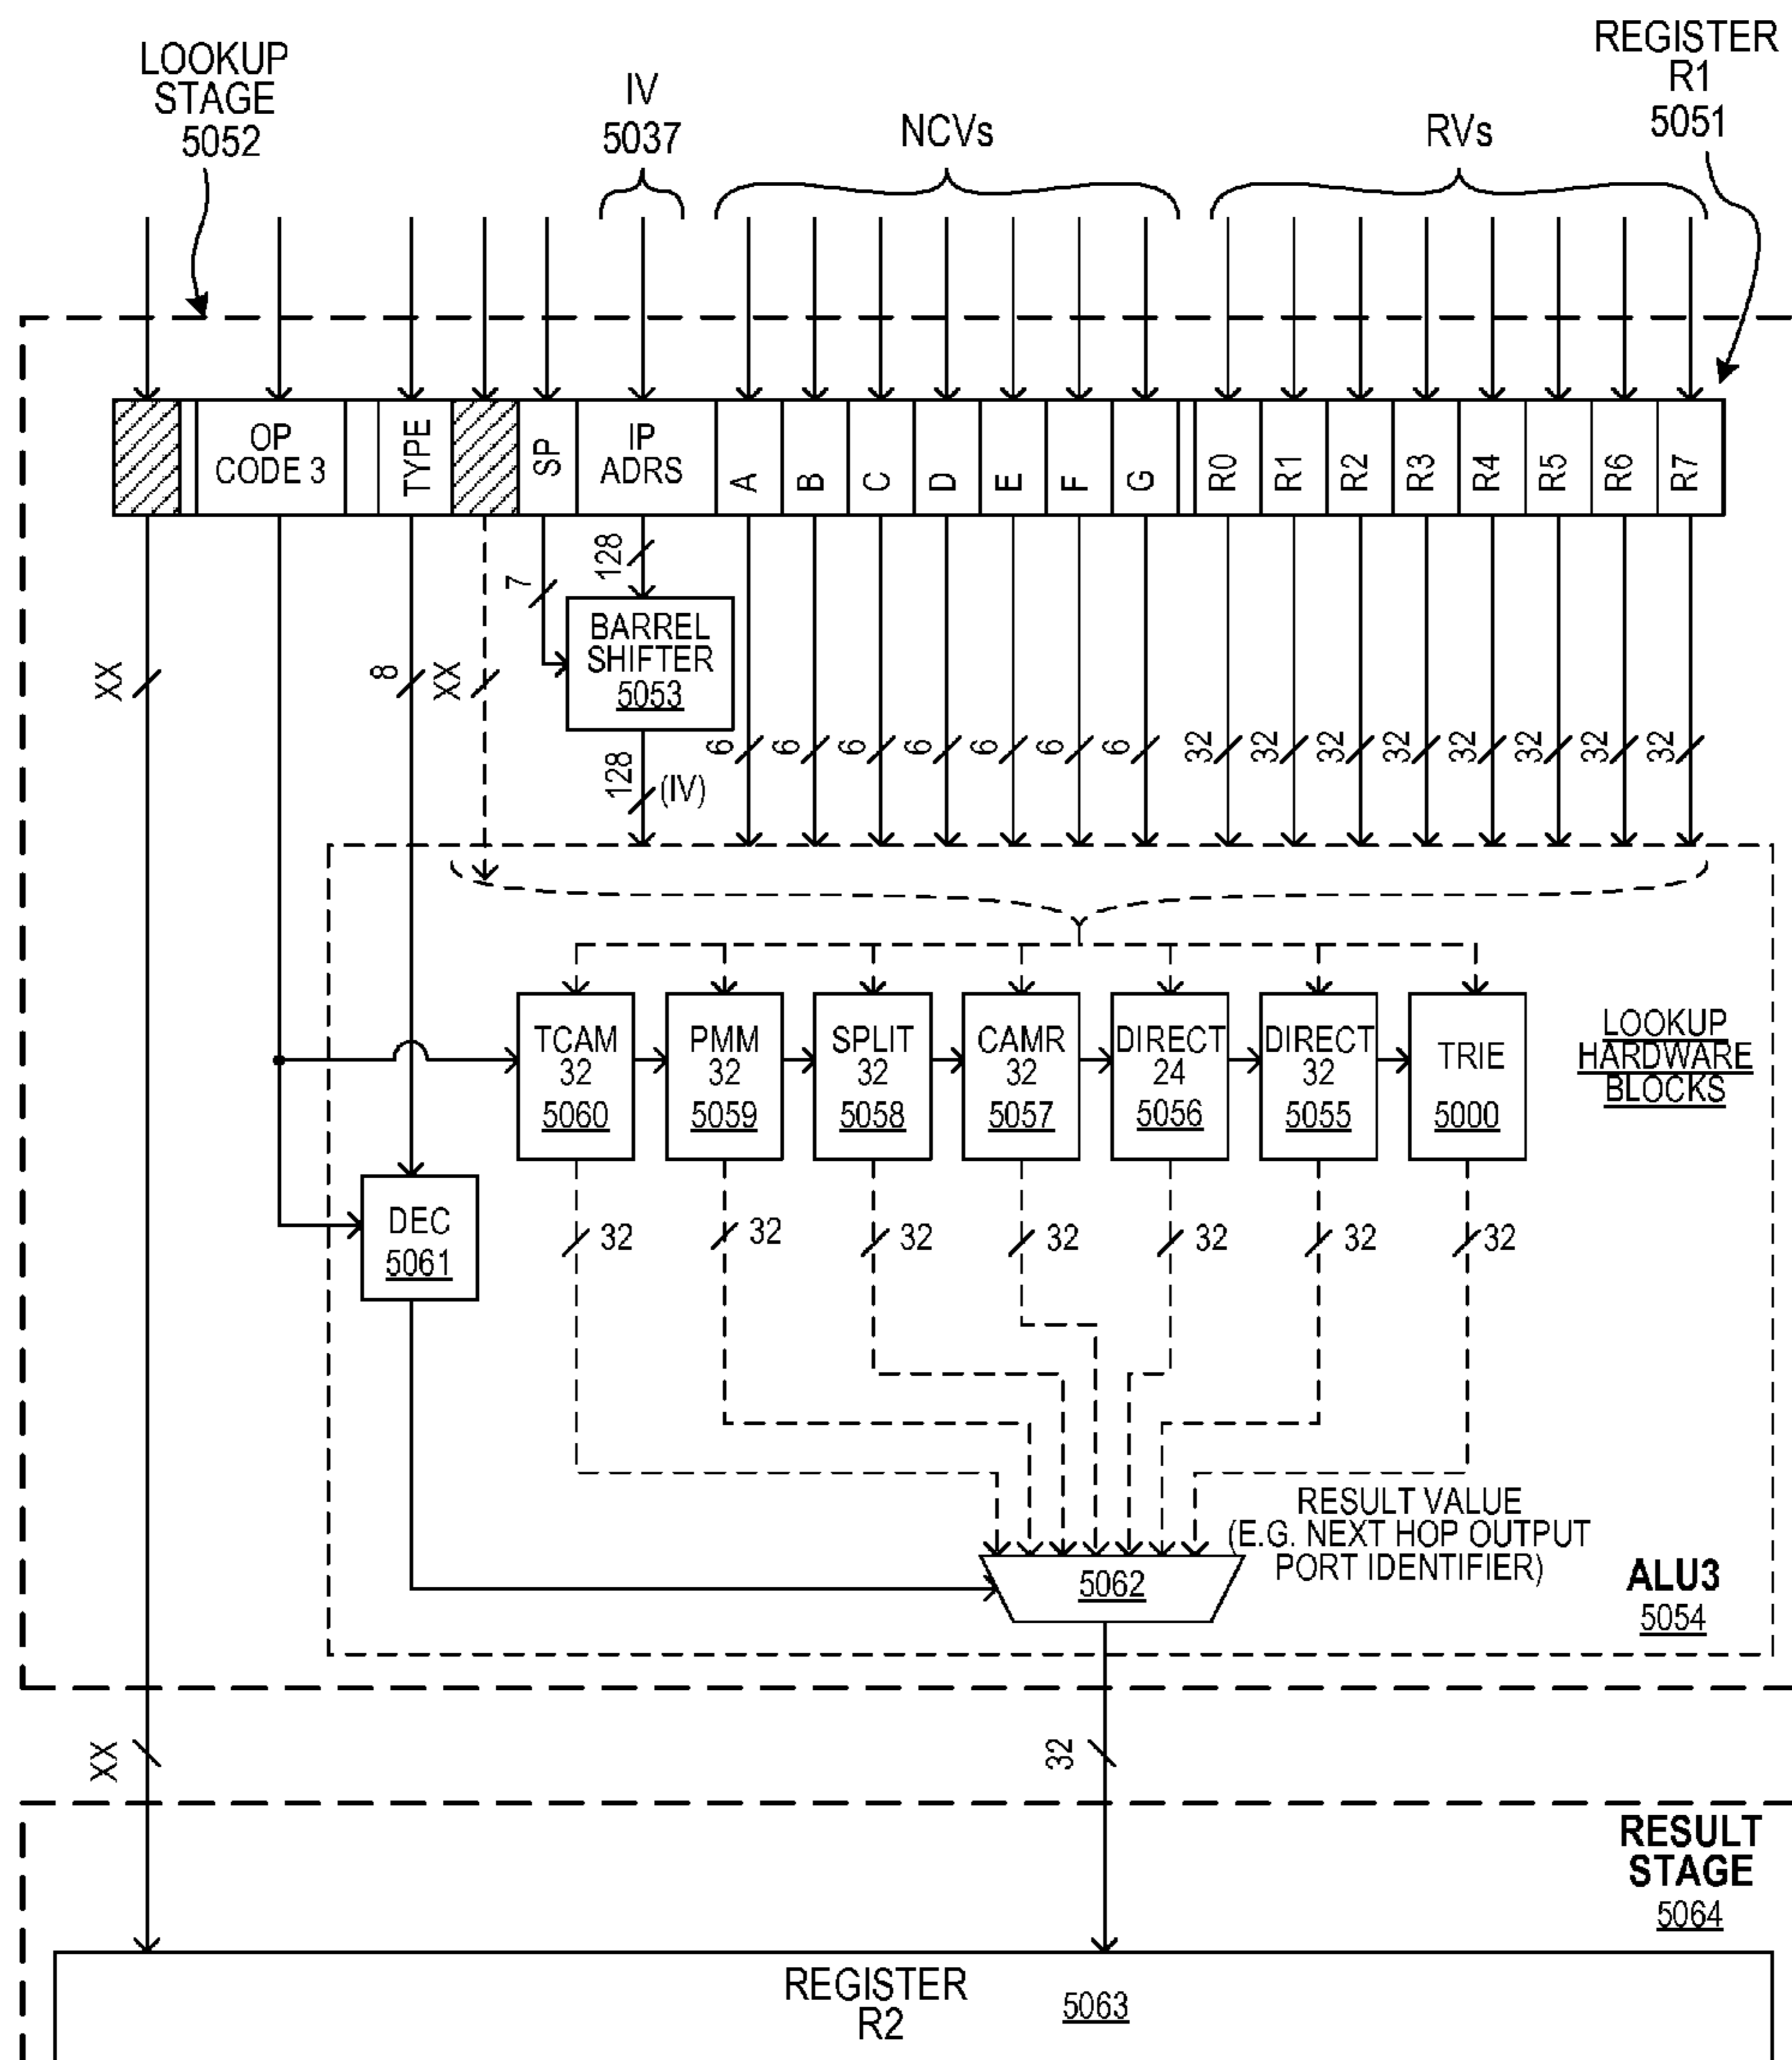 LOOKUP
STAGE
5052
IV
5037
NCVs
RVs
REGISTER
R1
5051
OP
CODE 3
TYPE
SP
IP
ADRS
A
B
C
D
E
F
G
R0
R1
R2
R3
R4
R5
R6
R7
XX
8
XX
7
128
BARREL
SHIFTER
5053
128
(IV)
6
6
6
6
6
6
6
32
32
32
32
32
32
32
32
TCAM
32
5060
PMM
32
5059
SPLIT
32
5058
CAMR
32
5057
DIRECT
24
5056
DIRECT
32
5055
TRIE
5000
LOOKUP
HARDWARE
BLOCKS
DEC
5061
32
32
32
32
32
32
32
RESULT VALUE
(E.G. NEXT HOP OUTPUT
PORT IDENTIFIER)
5062
ALU3
5054
XX
32
RESULT
STAGE
5064
REGISTER
R2
5063